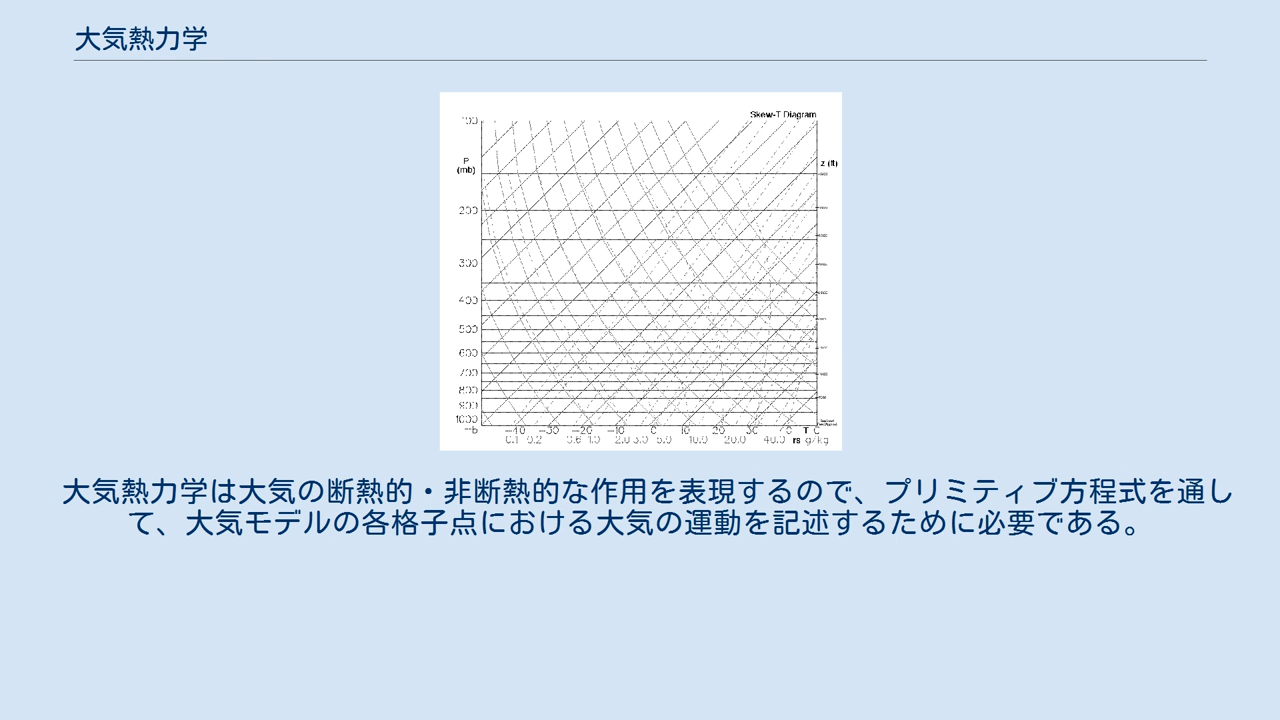 大気熱力学
Skew-T Diagram
100
P
(mb)
z (ft)
200
300
400
500
600
700
800
900
1000
mb -40 -30 -20 -10 0 10 20 30 T C
0.1 0.2 0.6 1.0 2.0 3.0 5.0 10.0 20.0 40.0 rs g/kg
大気熱力学は大気の断熱的・非断熱的な作用を表現するので、プリミティブ方程式を通し
て、大気モデルの各格子点における大気の運動を記述するために必要である。